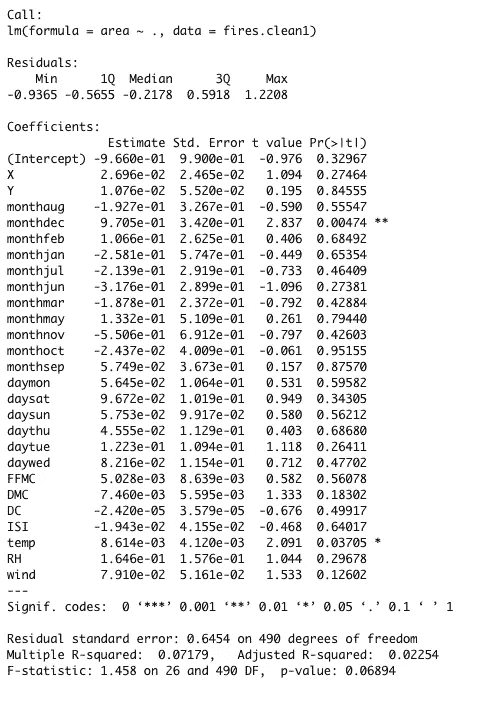 Call:
lm(formula = area ~ ., data = fires.clean1)
Residuals:
Min 1Q Median 3Q Max
-0.9365 -0.5655 -0.2178 0.5918 1.2208
Coefficients:
Estimate Std. Error t value Pr(>|t|)
(Intercept) -9.660e-01 9.900e-01 -0.976 0.32967
X 2.696e-02 2.465e-02 1.094 0.27464
Y 1.076e-02 5.520e-02 0.195 0.84555
monthaug -1.927e-01 3.267e-01 -0.590 0.55547
monthdec 9.705e-01 3.420e-01 2.837 0.00474 **
monthfeb 1.066e-01 2.625e-01 0.406 0.68492
monthjan -2.581e-01 5.747e-01 -0.449 0.65354
monthjul -2.139e-01 2.919e-01 -0.733 0.46409
monthjun -3.176e-01 2.899e-01 -1.096 0.27381
monthmar -1.878e-01 2.372e-01 -0.792 0.42884
monthmay 1.332e-01 5.109e-01 0.261 0.79440
monthnov -5.506e-01 6.912e-01 -0.797 0.42603
monthoct -2.437e-02 4.009e-01 -0.061 0.95155
monthsep 5.749e-02 3.673e-01 0.157 0.87570
daymon 5.645e-02 1.064e-01 0.531 0.59582
daysat 9.672e-02 1.019e-01 0.949 0.34305
daysun 5.753e-02 9.917e-02 0.580 0.56212
daythu 4.555e-02 1.129e-01 0.403 0.68680
daytue 1.223e-01 1.094e-01 1.118 0.26411
daywed 8.216e-02 1.154e-01 0.712 0.47702
FFMC 5.028e-03 8.639e-03 0.582 0.56078
DMC 7.460e-03 5.595e-03 1.333 0.18302
DC -2.420e-05 3.579e-05 -0.676 0.49917
ISI -1.943e-02 4.155e-02 -0.468 0.64017
temp 8.614e-03 4.120e-03 2.091 0.03705 *
RH 1.646e-01 1.576e-01 1.044 0.29678
wind 7.910e-02 5.161e-02 1.533 0.12602
---
Signif. codes: 0 ‘***’ 0.001 ‘**’ 0.01 ‘*’ 0.05 ‘.’ 0.1 ‘ ’ 1
Residual standard error: 0.6454 on 490 degrees of freedom
Multiple R-squared: 0.07179, Adjusted R-squared: 0.02254
F-statistic: 1.458 on 26 and 490 DF, p-value: 0.06894